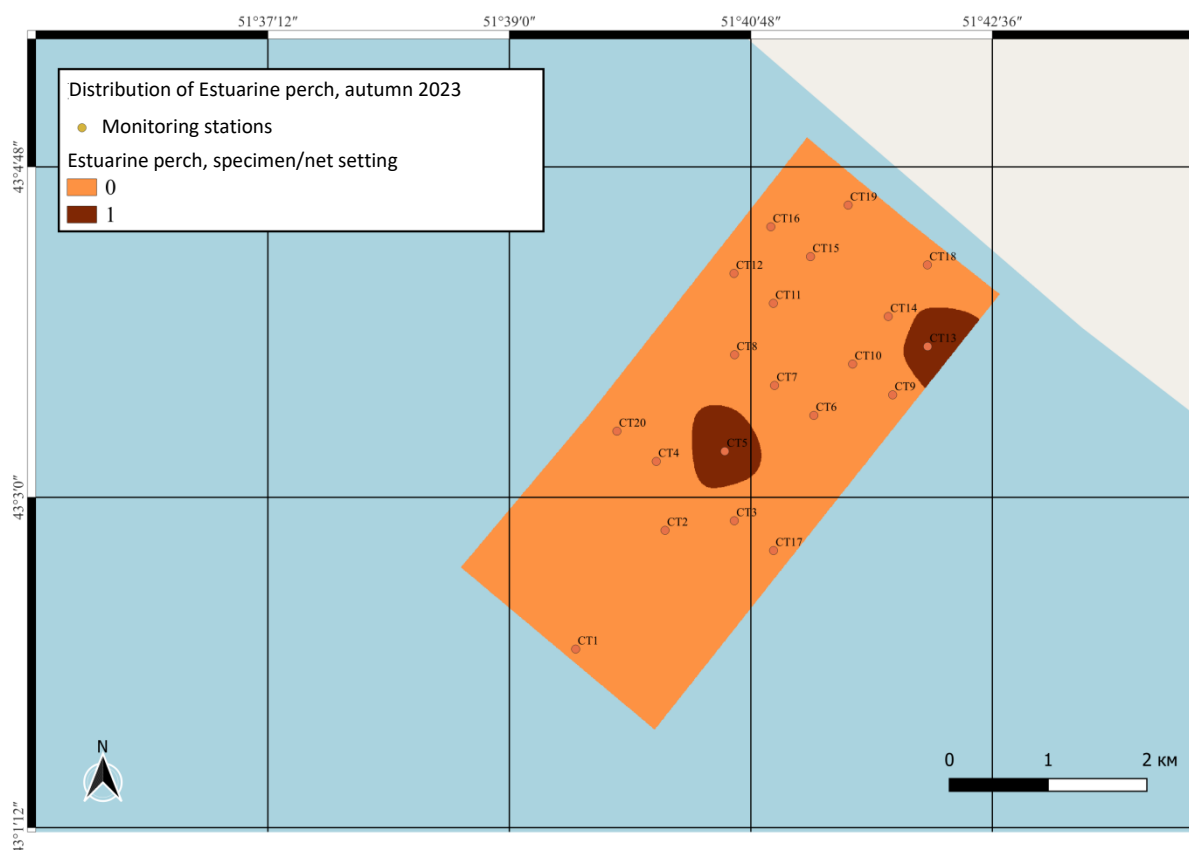 51°37'12"
51°39'0"
51°40'48"
51°42'36"
Distribution of Estuarine perch, autumn 2023
Monitoring stations
Estuarine perch, specimen/net setting
0
1
43°4'48"
43°3'0"
43°1'12"
CT19
CT16
CT15
CT18
CT12
CT11
CT14
CT13
CT8
CT10
CT7
CT9
CT6
CT20
CT5
CT4
CT3
CT2
CT17
CT1
N
0 1 2 км